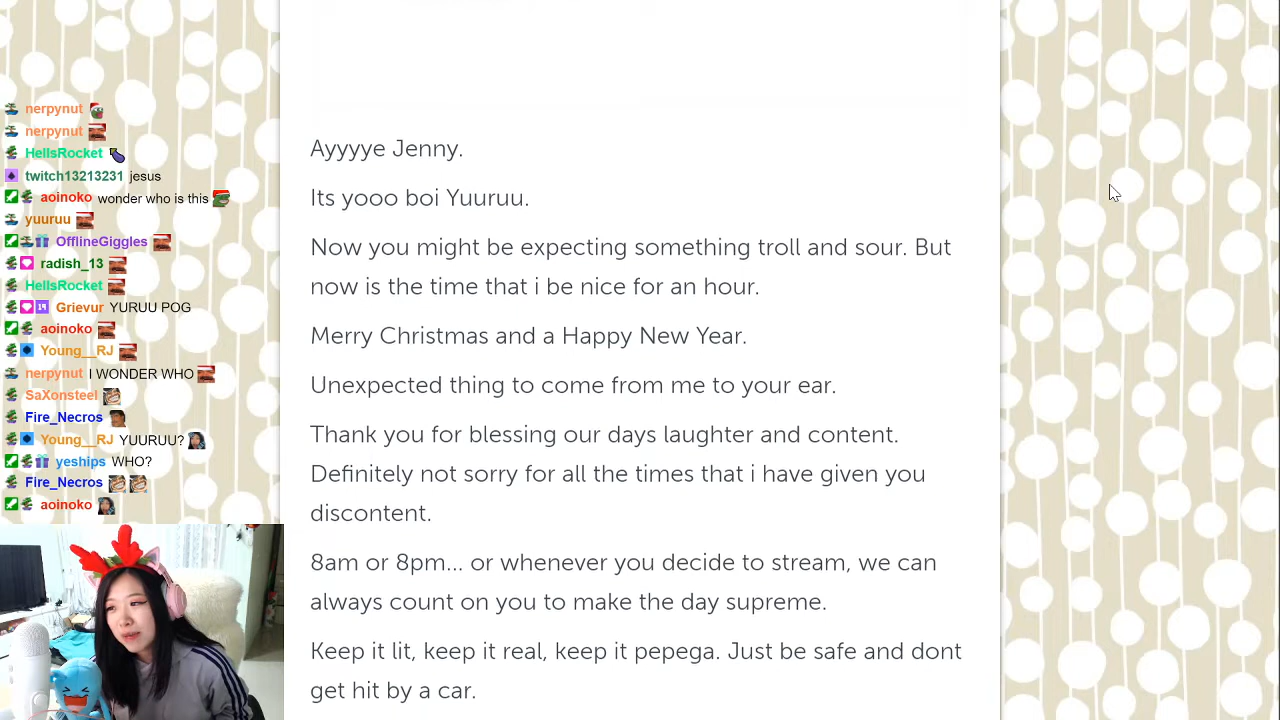 nerpynut
nerpynut
HellsRocket
twitch13213231 jesus
aoinoko wonder who is this
yuuruu
OfflineGiggles
radish_13
HellsRocket
Grievur YURUU POG
aoinoko
Young__RJ
nerpynut I WONDER WHO
SaXonsteel
Fire_Necros
Young__RJ YUURUU?
yeships WHO?
Fire_Necros
aoinoko
Ayyyye Jenny.
Its yooo boi Yuuruu.
Now you might be expecting something troll and sour. But
now is the time that i be nice for an hour.
Merry Christmas and a Happy New Year.
Unexpected thing to come from me to your ear.
Thank you for blessing our days laughter and content.
Definitely not sorry for all the times that i have given you
discontent.
8am or 8pm... or whenever you decide to stream, we can
always count on you to make the day supreme.
Keep it lit, keep it real, keep it pepega. Just be safe and dont
get hit by a car.